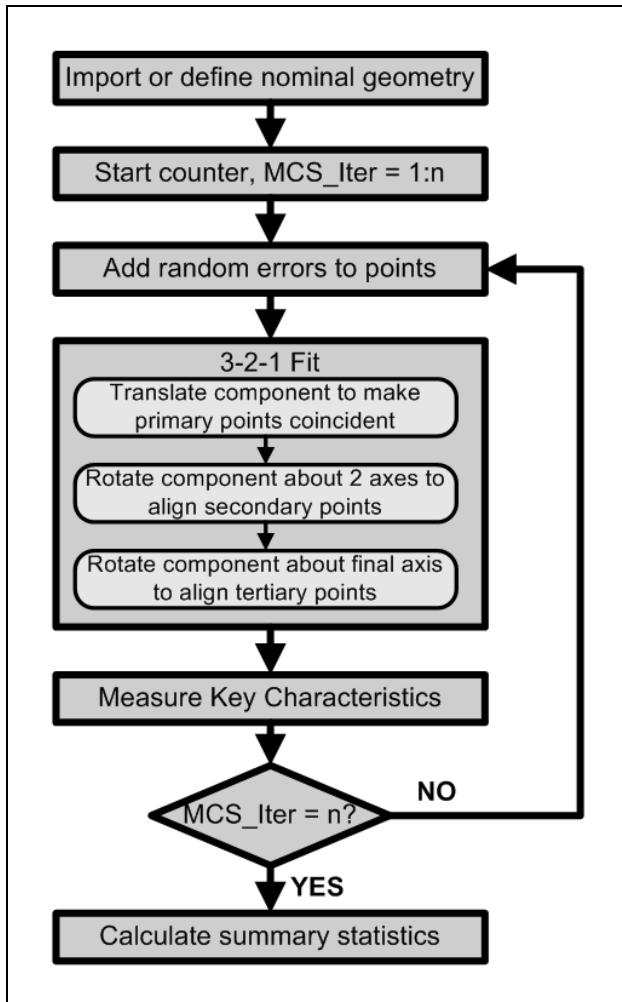 Import or define nominal geometry
Start counter, MCS_Iter = 1:n
Add random errors to points
3-2-1 Fit
Translate component to make
primary points coincident
Rotate component about 2 axes to
align secondary points
Rotate component about final axis
to align tertiary points
Measure Key Characteristics
MCS_Iter = n?
NO
YES
Calculate summary statistics